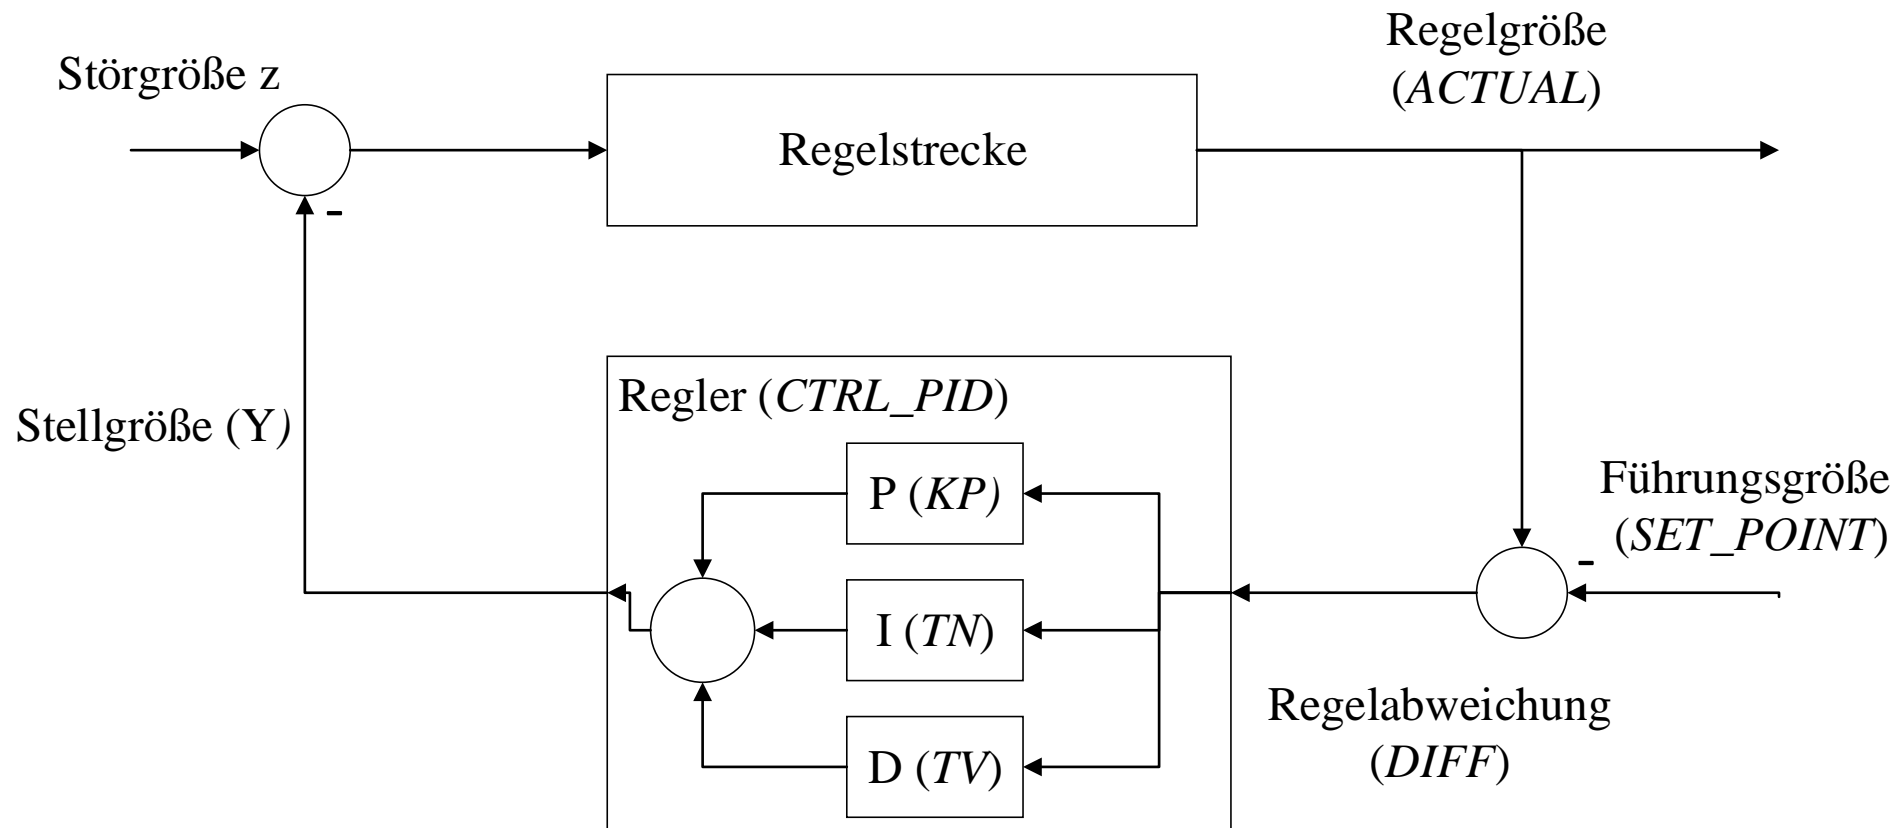 Regelgröße
(ACTUAL)
Störgröße z
Regelstrecke
-
Regler (CTRL_PID)
Stellgröße (Y)
P (KP)
Führungsgröße
(SET_POINT)
-
I (TN)
Regelabweichung
(DIFF)
D (TV)